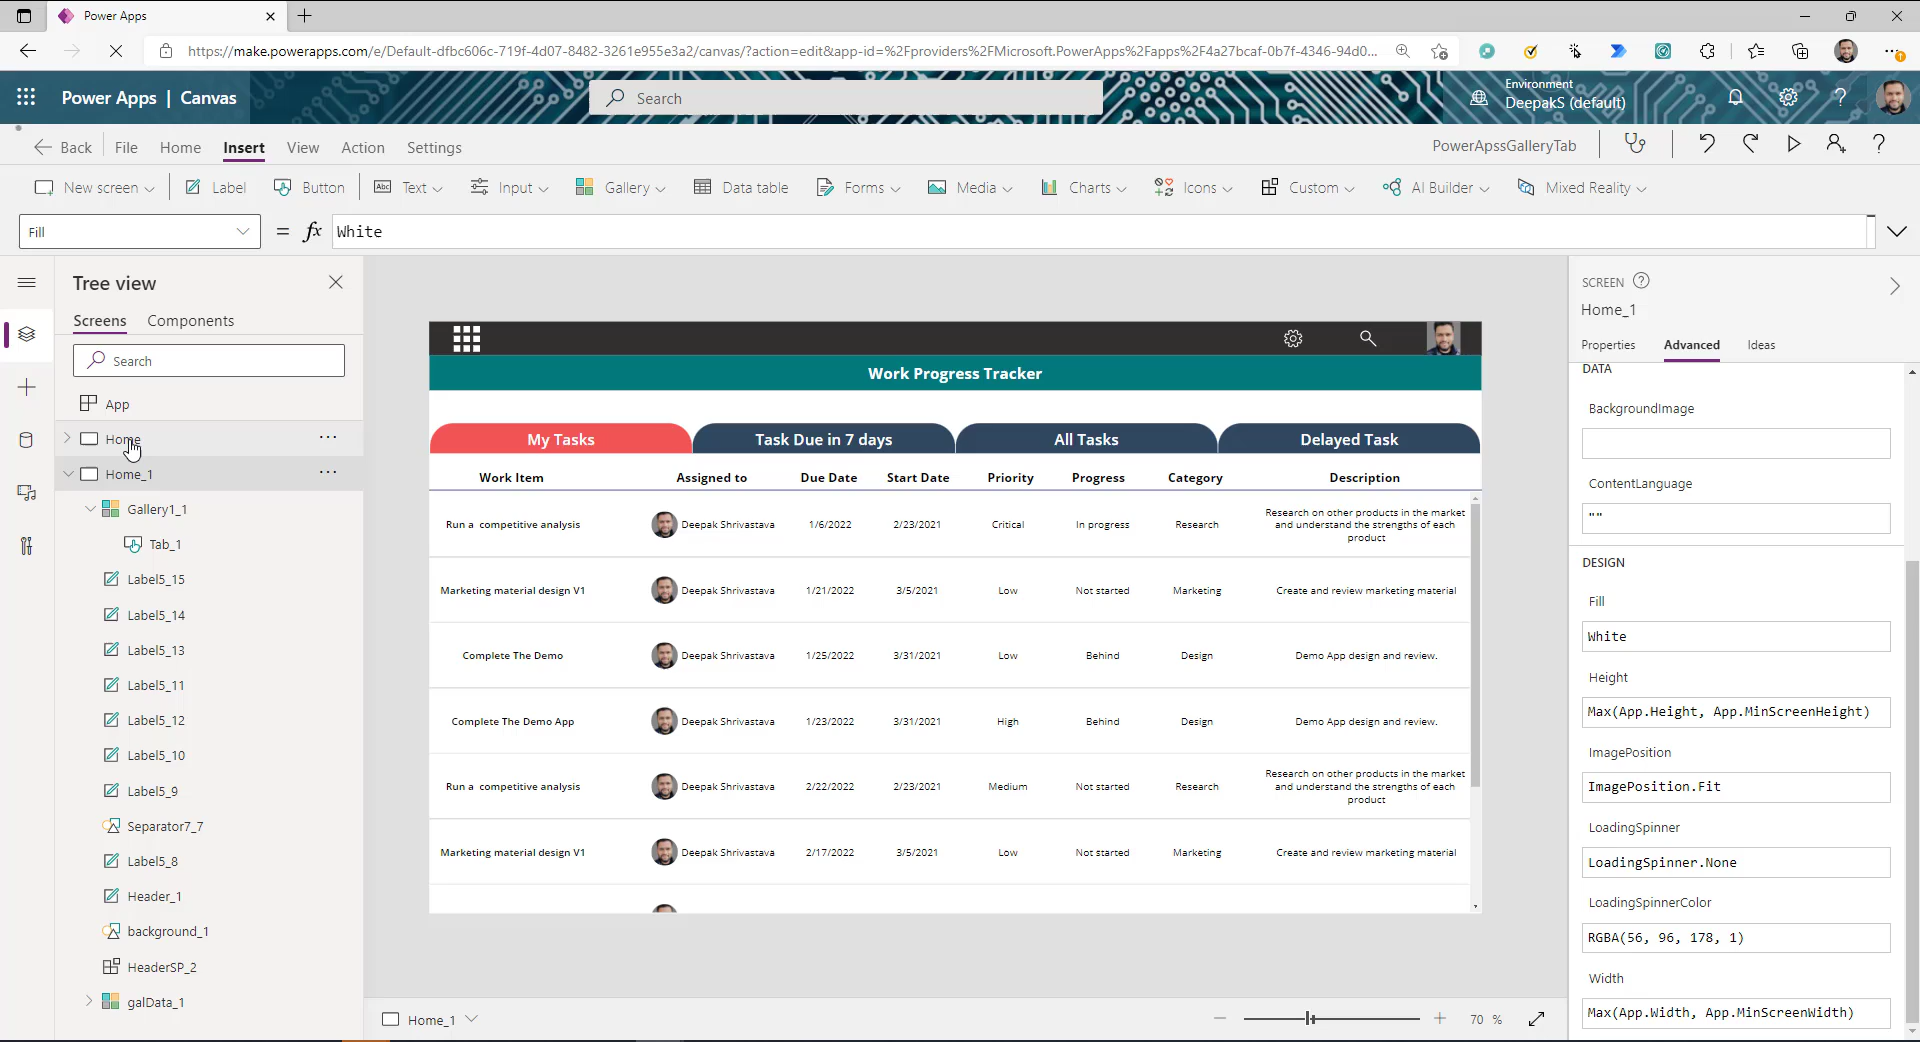 Power Apps
https://make.powerapps.com/e/Default-dfbc606c-719f-4d07-8482-3261e955e3a2/canvas/?action=edit&app-id=%2Fproviders%2FMicrosoft.PowerApps%2Fapps%2F4a27bcaf-0b7f-4346-94d0...
Power Apps | Canvas
Search
Environment
DeepakS (default)
Back File Home Insert View Action Settings
PowerApssGalleryTab
New screen Label Button Text Input Gallery Data table Forms Media Charts Icons Custom AI Builder Mixed Reality
Fill = fx White
Tree view
Screens Components
Search
App
Home
Home_1
Gallery1_1
Tab_1
Label5_15
Label5_14
Label5_13
Label5_11
Label5_12
Label5_10
Label5_9
Separator7_7
Label5_8
Header_1
background_1
HeaderSP_2
galData_1
Work Progress Tracker
My Tasks Task Due in 7 days All Tasks Delayed Task
Work Item Assigned to Due Date Start Date Priority Progress Category Description
Run a competitive analysis Deepak Shrivastava 1/6/2022 2/23/2021 Critical In progress Research Research on other products in the market
and understand the strengths of each
product
Marketing material design V1 Deepak Shrivastava 1/21/2022 3/5/2021 Low Not started Marketing Create and review marketing material
Complete The Demo Deepak Shrivastava 1/25/2022 3/31/2021 Low Behind Design Demo App design and review.
Complete The Demo App Deepak Shrivastava 1/23/2022 3/31/2021 High Behind Design Demo App design and review.
Run a competitive analysis Deepak Shrivastava 2/22/2022 2/23/2021 Medium Not started Research Research on other products in the market
and understand the strengths of each
product
Marketing material design V1 Deepak Shrivastava 2/17/2022 3/5/2021 Low Not started Marketing Create and review marketing material
Home_1
70 %
SCREEN
Home_1
Properties Advanced Ideas
DATA
BackgroundImage
ContentLanguage
""
DESIGN
Fill
White
Height
Max(App.Height, App.MinScreenHeight)
ImagePosition
ImagePosition.Fit
LoadingSpinner
LoadingSpinner.None
LoadingSpinnerColor
RGBA(56, 96, 178, 1)
Width
Max(App.Width, App.MinScreenWidth)